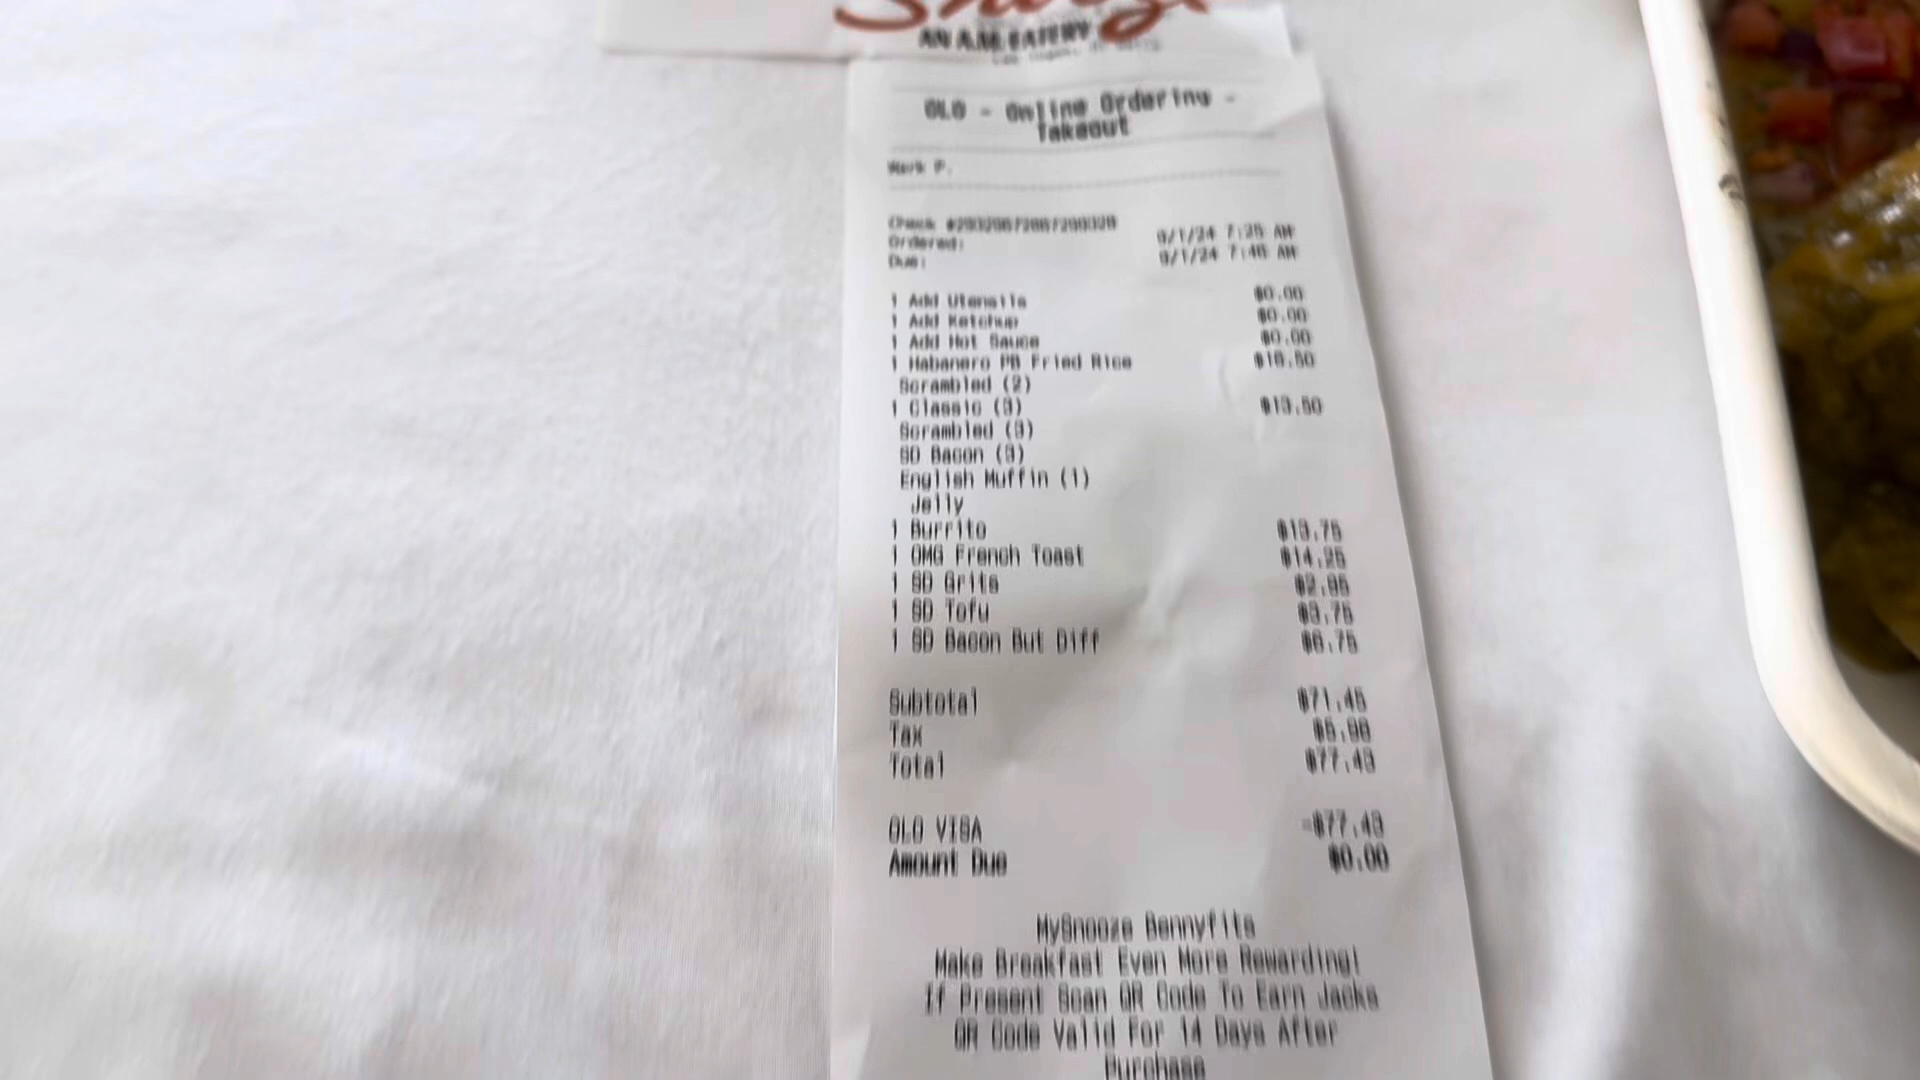 Snooze
AN A.M. EATERY
OLO - Online Ordering -
Takeout
Mark P.
Check
Ordered: 9/1/24 7:25 AM
Due: 9/1/24 7:45 AM
1 Add Utensils $0.00
1 Add Ketchup $0.00
1 Add Hot Sauce $0.00
1 Habanero PB Fried Rice $16.50
Scrambled (2)
1 Classic (3) $13.50
Scrambled (3)
SD Bacon (3)
English Muffin (1)
Jelly
1 Burrito $13.75
1 OMG French Toast $14.25
1 SD Grits $2.95
1 SD Tofu $3.75
1 SD Bacon But Diff $6.75
Subtotal $71.45
Tax $5.98
Total $77.43
OLO VISA -$77.43
Amount Due $0.00
MySnooze Bennyfits
Make Breakfast Even More Rewarding!
If Present Scan QR Code To Earn Jacks
QR Code Valid For 14 Days After
Purchase